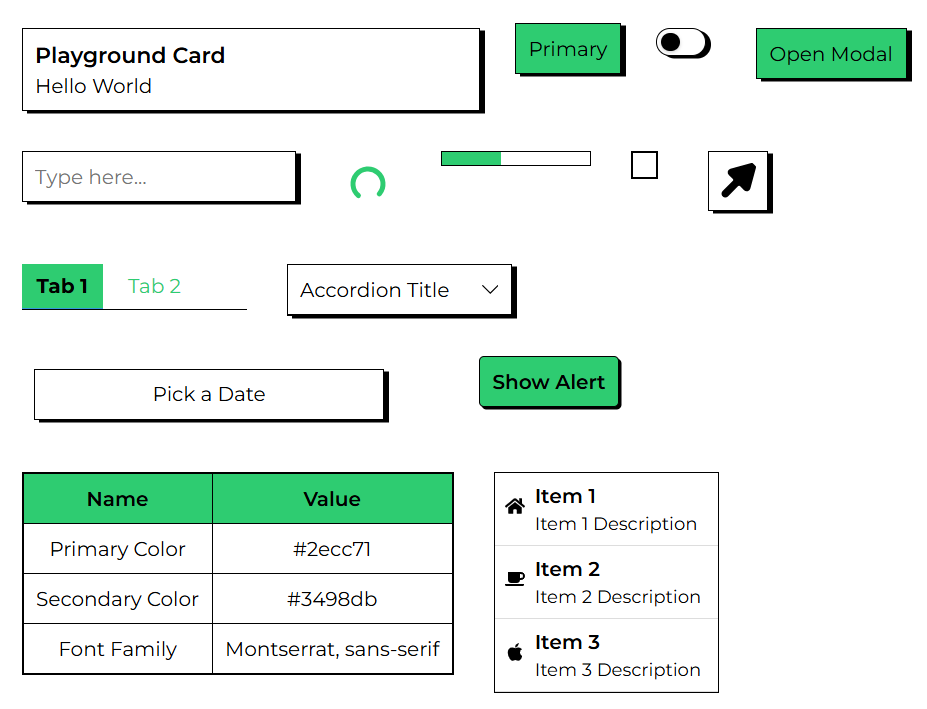 Playground Card
Hello World
Primary
Open Modal
Type here...
Tab 1
Tab 2
Accordion Title
Pick a Date
Show Alert
Name Value
Primary Color #2ecc71
Secondary Color #3498db
Font Family Montserrat, sans-serif
Item 1
Item 1 Description
Item 2
Item 2 Description
Item 3
Item 3 Description